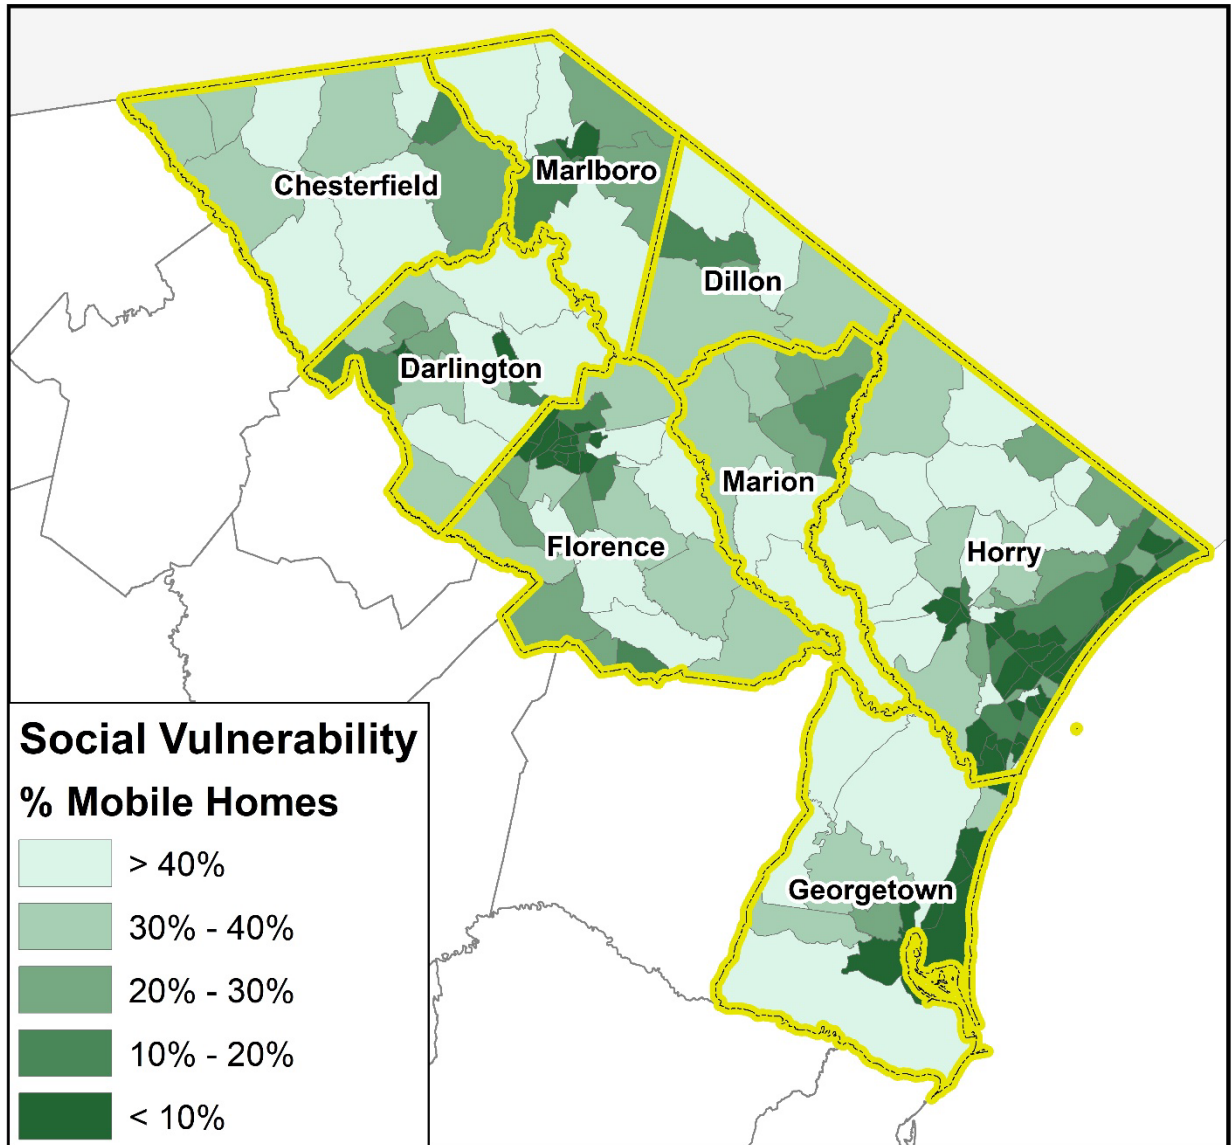 Chesterfield
Marlboro
Dillon
Darlington
Marion
Florence
Horry
Georgetown
Social Vulnerability
% Mobile Homes
> 40%
30% - 40%
20% - 30%
10% - 20%
< 10%